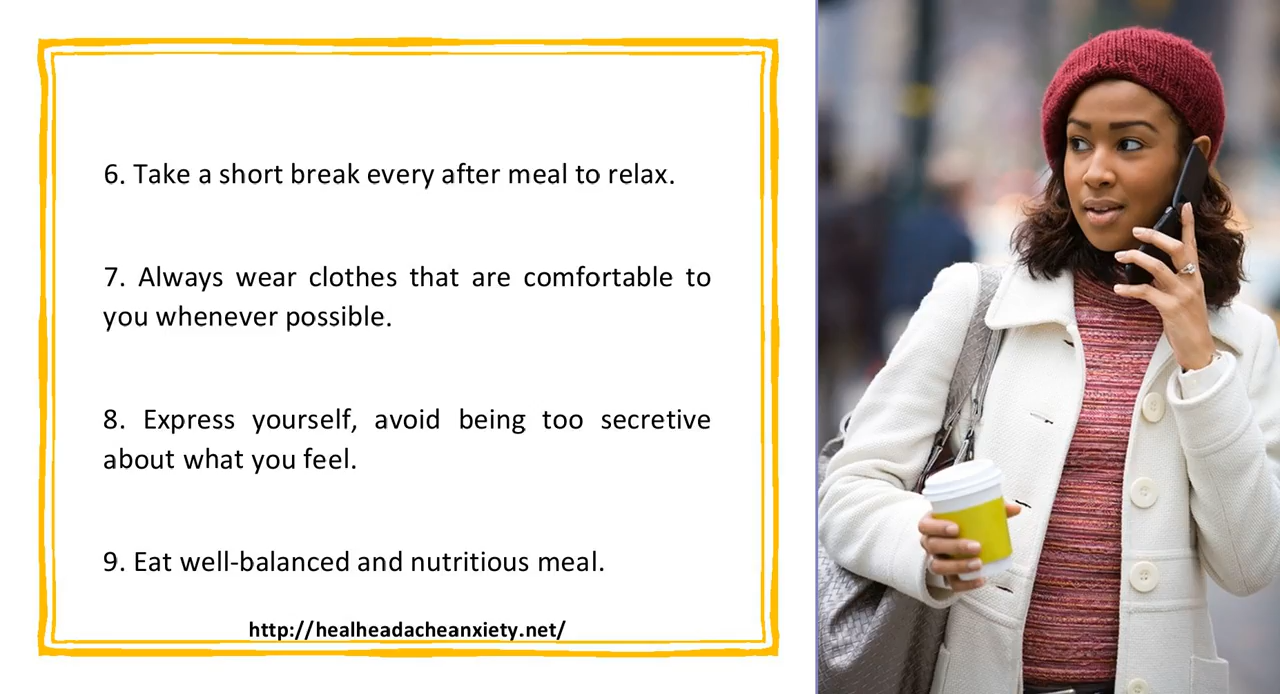 6. Take a short break every after meal to relax.
7. Always wear clothes that are comfortable to
you whenever possible.
8. Express yourself, avoid being too secretive
about what you feel.
9. Eat well-balanced and nutritious meal.
http://healheadacheanxiety.net/